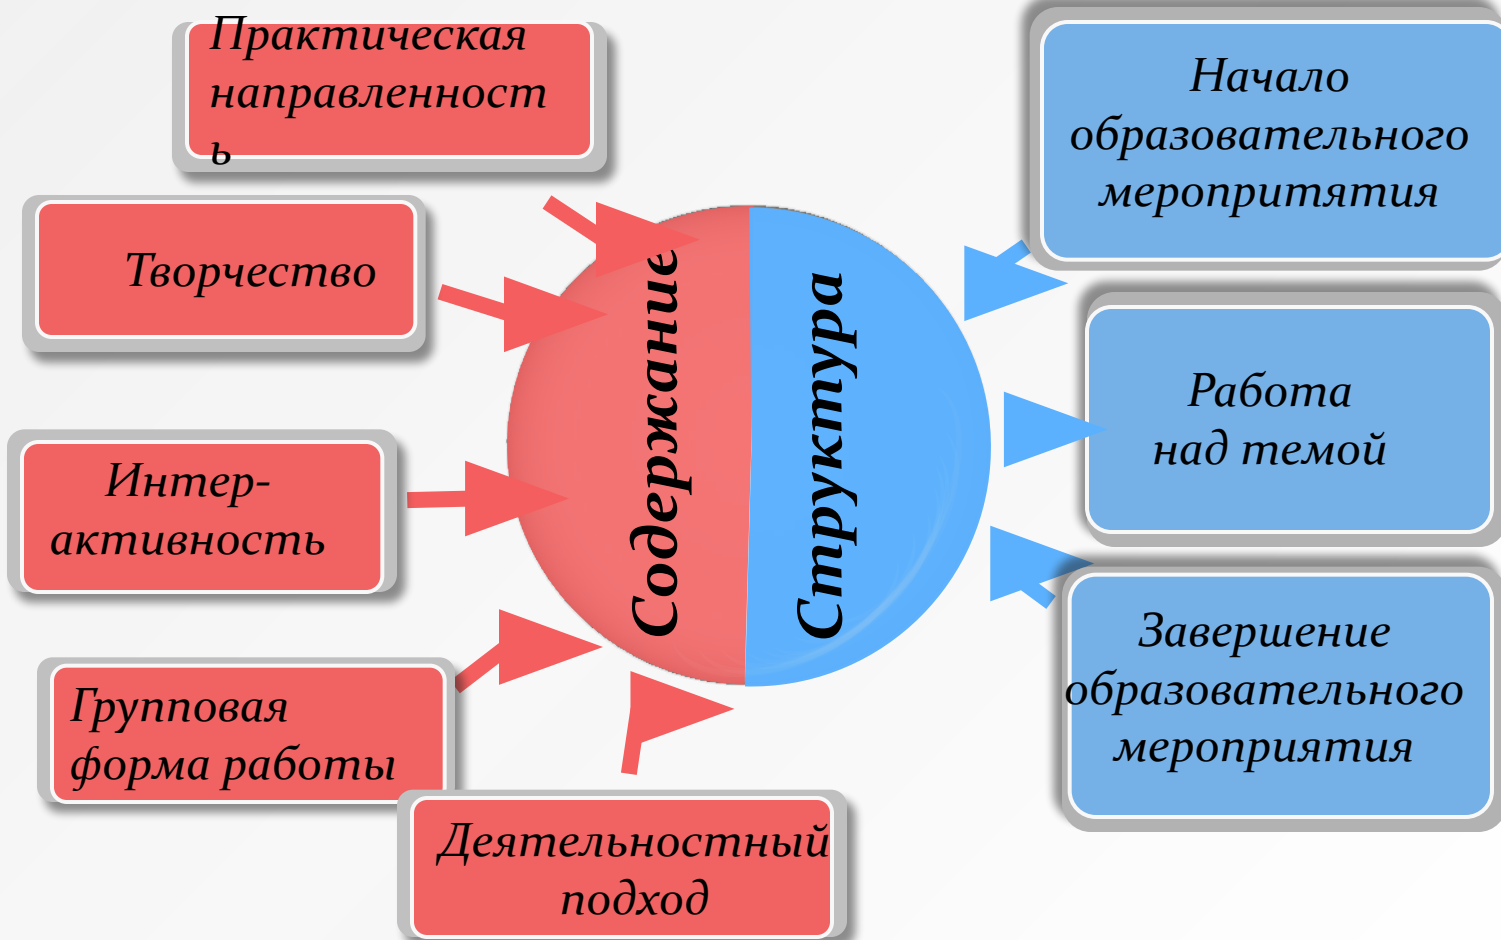 Практическая
направленност
ь
Творчество
Интер-
активность
Групповая
форма работы
Деятельностный
подход
Содержание
Структура
Начало
образовательного
меропритятия
Работа
над темой
Завершение
образовательного
мероприятия